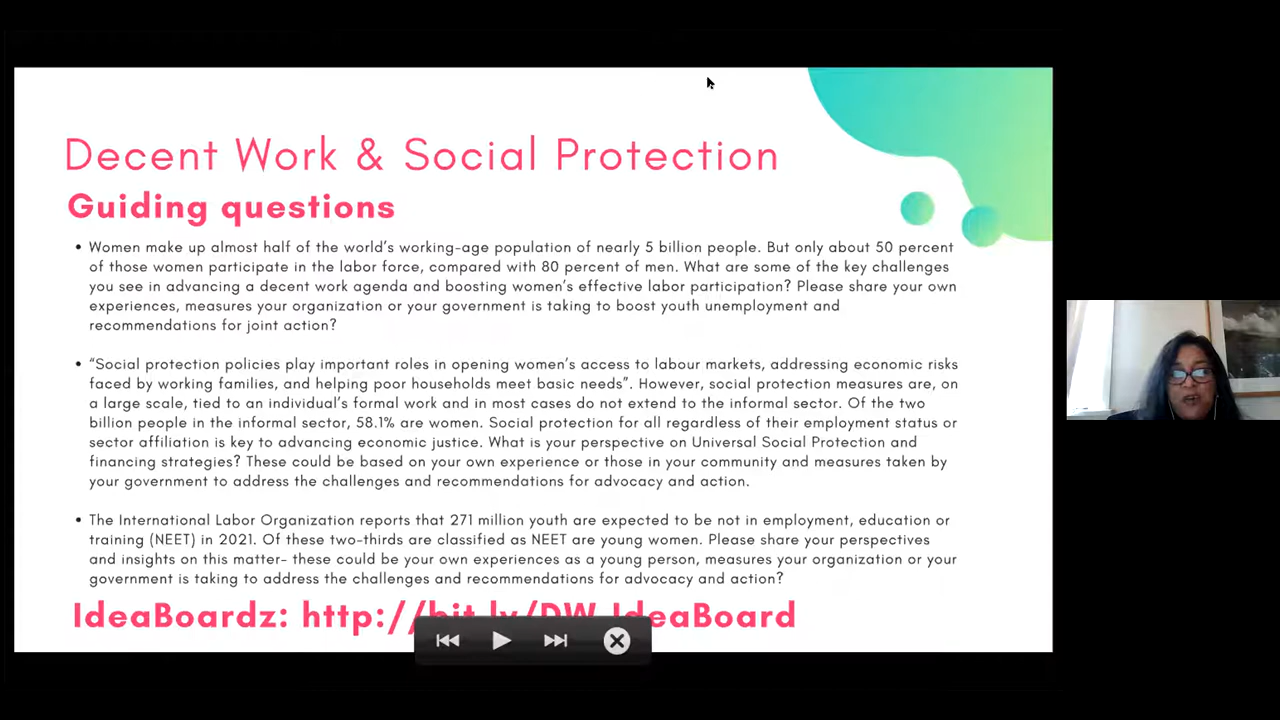 Decent Work & Social Protection
Guiding questions
• Women make up almost half of the world's working-age population of nearly 5 billion people. But only about 50 percent
of those women participate in the labor force, compared with 80 percent of men. What are some of the key challenges
you see in advancing a decent work agenda and boosting women's effective labor participation? Please share your own
experiences, measures your organization or your government is taking to boost youth unemployment and
recommendations for joint action?
• "Social protection policies play important roles in opening women's access to labour markets, addressing economic risks
faced by working families, and helping poor households meet basic needs". However, social protection measures are, on
a large scale, tied to an individual's formal work and in most cases do not extend to the informal sector. Of the two
billion people in the informal sector, 58.1% are women. Social protection for all regardless of their employment status or
sector affiliation is key to advancing economic justice. What is your perspective on Universal Social Protection and
financing strategies? These could be based on your own experience or those in your community and measures taken by
your government to address the challenges and recommendations for advocacy and action.
• The International Labor Organization reports that 271 million youth are expected to be not in employment, education or
training (NEET) in 2021. Of these two-thirds are classified as NEET are young women. Please share your perspectives
and insights on this matter- these could be your own experiences as a young person, measures your organization or your
government is taking to address the challenges and recommendations for advocacy and action?
IdeaBoardz: http://bit.ly/DW-IdeaBoard